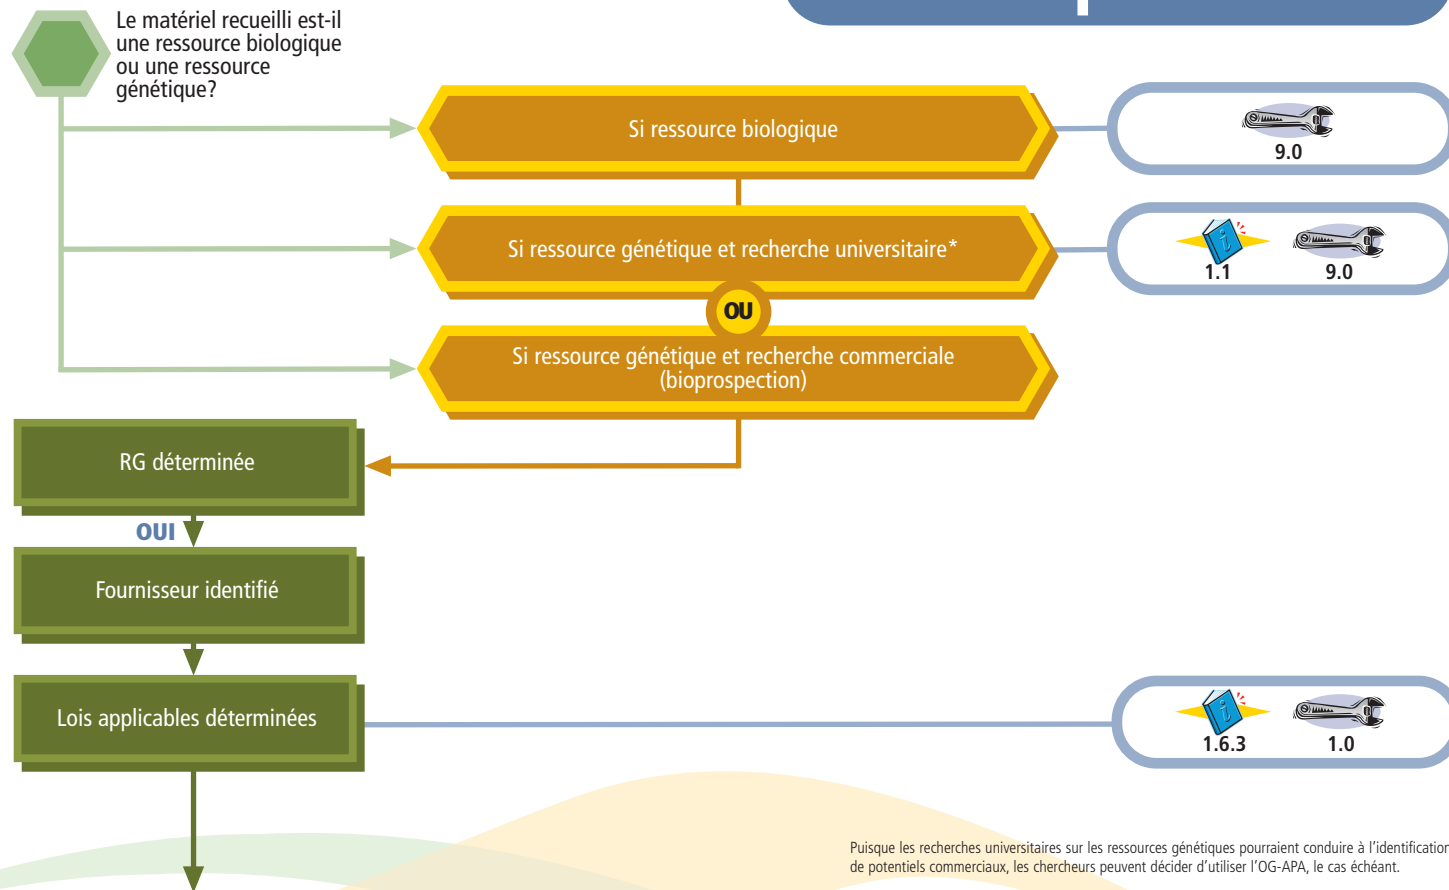 Le matériel recueilli est-il
une ressource biologique
ou une ressource
génétique?
Si ressource biologique
9.0
Si ressource génétique et recherche universitaire*
1.1
9.0
OU
Si ressource génétique et recherche commerciale
(bioprospection)
RG déterminée
OUI
Fournisseur identifié
Lois applicables déterminées
1.6.3
1.0
Puisque les recherches universitaires sur les ressources génétiques pourraient conduire à l'identification
de potentiels commerciaux, les chercheurs peuvent décider d'utiliser l'OG-APA, le cas échéant.